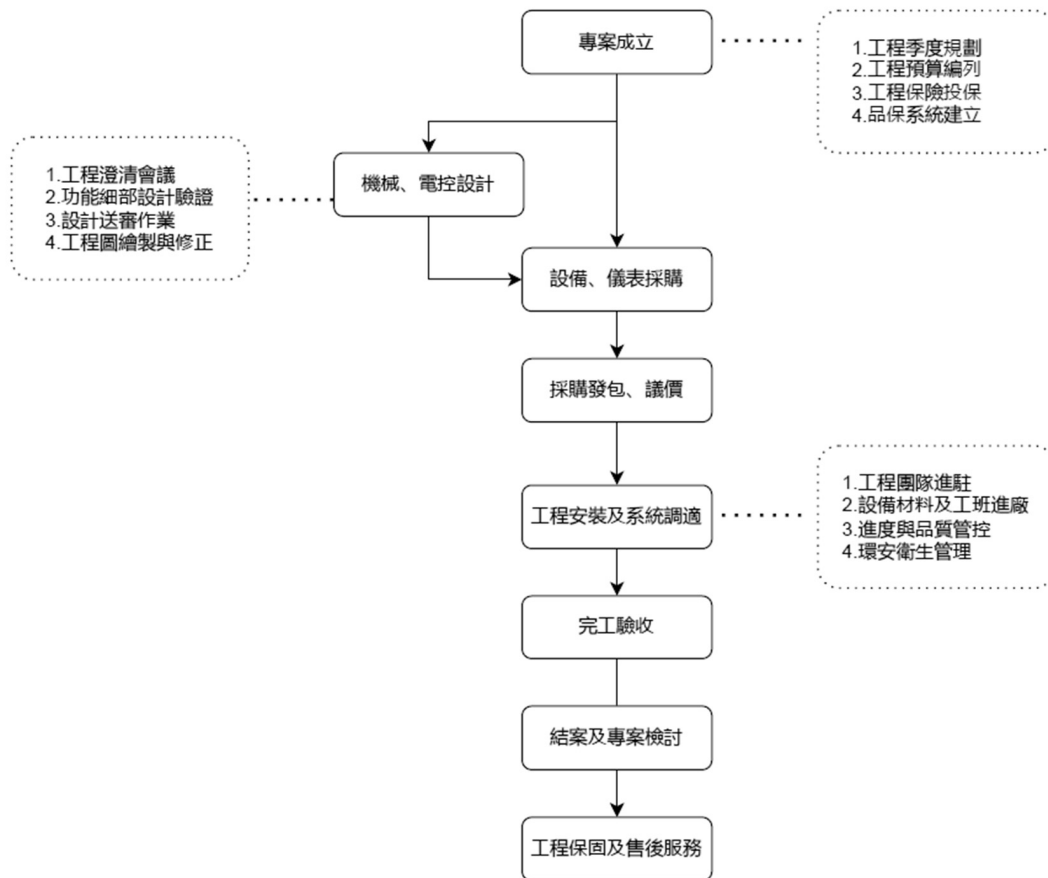 專案成立
1.工程季度規劃
2.工程預算編列
3.工程保險投保
4.品保系統建立
機械、電控設計
1.工程澄清會議
2.功能細部設計驗證
3.設計送審作業
4.工程圖繪製與修正
設備、儀表採購
採購發包、議價
工程安裝及系統調適
1.工程團隊進駐
2.設備材料及工班進廠
3.進度與品質管控
4.環安衛生管理
完工驗收
結案及專案檢討
工程保固及售後服務